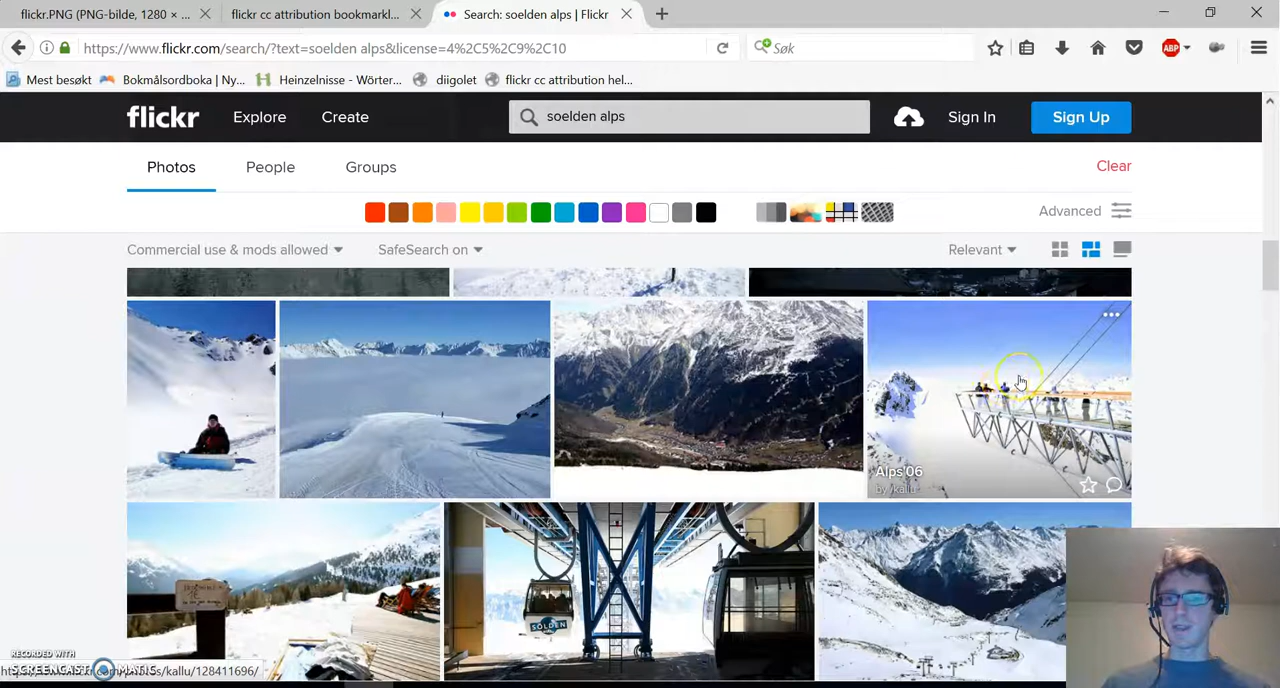 flickr.PNG (PNG-bilde, 1280 × ...
flickr cc attribution bookmarkl...
Search: soelden alps | Flickr
https://www.flickr.com/search/?text=soelden alps&license=4%2C5%2C9%2C10
Søk
ABP
Mest besøkt
Bokmålsordboka | Ny...
Heinzelnisse - Wörter...
diigolet
flickr cc attribution hel...
flickr
Explore
Create
soelden alps
Sign In
Sign Up
Photos
People
Groups
Clear
Advanced
Commercial use & mods allowed
SafeSearch on
Relevant
Alps'06
by /kallu/
SÖLDEN
RECORDED WITH
SCREENCAST MATIC